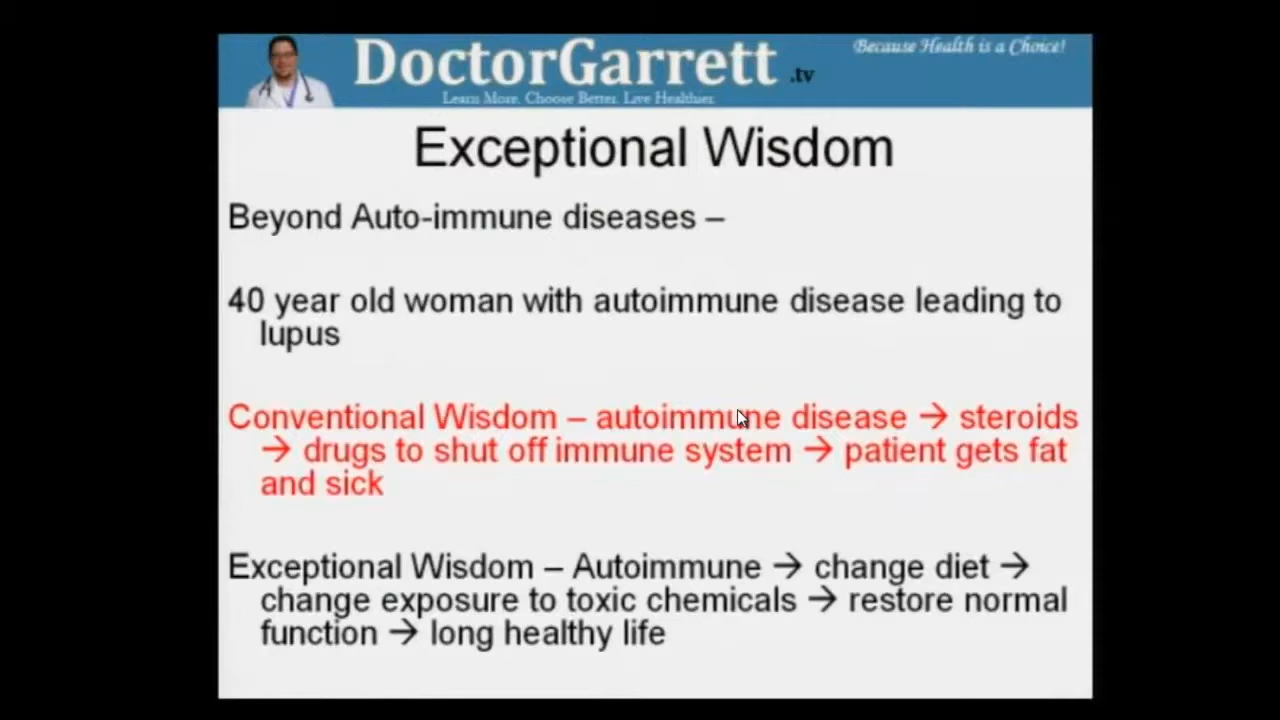 DoctorGarrett .tv
Because Health is a Choice!
Learn More. Choose Better. Live Healthier.
Exceptional Wisdom
Beyond Auto-immune diseases –
40 year old woman with autoimmune disease leading to
lupus
Conventional Wisdom – autoimmune disease → steroids
→ drugs to shut off immune system → patient gets fat
and sick
Exceptional Wisdom – Autoimmune → change diet →
change exposure to toxic chemicals → restore normal
function → long healthy life